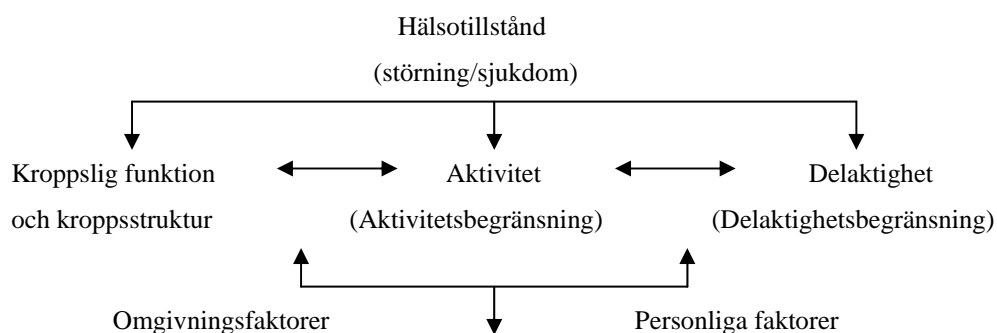 Hälsotillstånd
(störning/sjukdom)
Kroppslig funktion Aktivitet Delaktighet
och kroppsstruktur (Aktivitetsbegränsning) (Delaktighetsbegränsning)
Omgivningsfaktorer Personliga faktorer